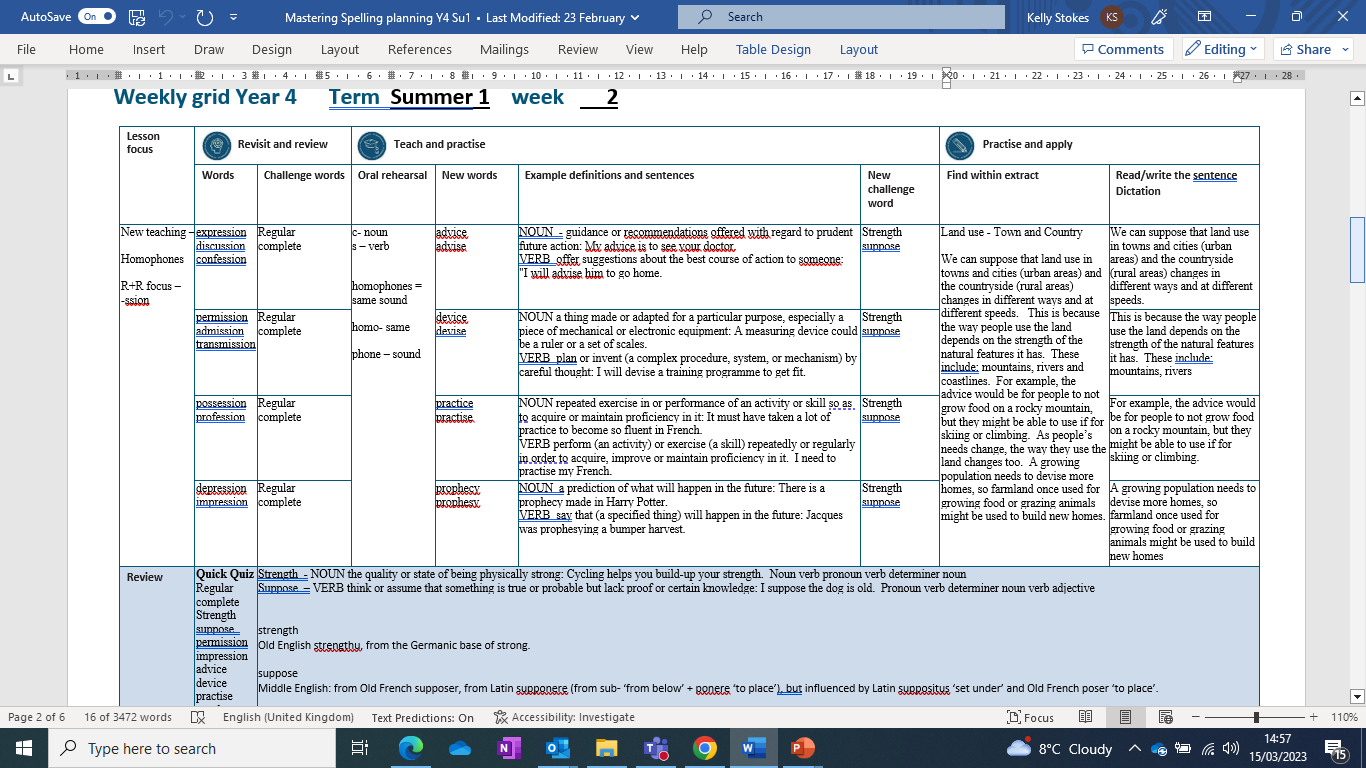 AutoSave On Mastering Spelling planning Y4 Su1 • Last Modified: 23 February Search Kelly Stokes KS
File Home Insert Draw Design Layout References Mailings Review View Help Table Design Layout Comments Editing Share
1 1 2 3 4 5 6 7 8 9 10 11 12 13 14 15 16 17 18 19 20 21 22 23 24 25 26 27 28
Weekly grid Year 4 Term Summer 1 week 2
Lesson
focus
Revisit and review
Teach and practise
Practise and apply
Words
Challenge words
Oral rehearsal
New words
Example definitions and sentences
New
challenge
word
Find within extract
Read/write the sentence
Dictation
New teaching –
Homophones
R+R focus –
-ssion
expression
discussion
confession
Regular
complete
c- noun
s – verb
homophones =
same sound
homo- same
phone – sound
advice
advise
NOUN - guidance or recommendations offered with regard to prudent
future action: My advice is to see your doctor.
VERB offer suggestions about the best course of action to someone:
"I will advise him to go home.
Strength
suppose
Land use - Town and Country
We can suppose that land use in
towns and cities (urban areas) and
the countryside (rural areas)
changes in different ways and at
different speeds. This is because
the way people use the land
depends on the strength of the
natural features it has. These
include: mountains, rivers and
coastlines. For example, the
advice would be for people to not
grow food on a rocky mountain,
but they might be able to use if for
skiing or climbing. As people’s
needs change, the way they use the
land changes too. A growing
population needs to devise more
homes, so farmland once used for
growing food or grazing animals
might be used to build new homes.
We can suppose that land use
in towns and cities (urban
areas) and the countryside
(rural areas) changes in
different ways and at different
speeds.
permission
admission
transmission
Regular
complete
device
devise
NOUN a thing made or adapted for a particular purpose, especially a
piece of mechanical or electronic equipment: A measuring device could
be a ruler or a set of scales.
VERB plan or invent (a complex procedure, system, or mechanism) by
careful thought: I will devise a training programme to get fit.
Strength
suppose
This is because the way people
use the land depends on the
strength of the natural features
it has. These include:
mountains, rivers
possession
profession
Regular
complete
practice
practise
NOUN repeated exercise in or performance of an activity or skill so as
to acquire or maintain proficiency in it: It must have taken a lot of
practice to become so fluent in French.
VERB perform (an activity) or exercise (a skill) repeatedly or regularly
in order to acquire, improve or maintain proficiency in it. I need to
practise my French.
Strength
suppose
For example, the advice would
be for people to not grow food
on a rocky mountain, but they
might be able to use if for
skiing or climbing.
depression
impression
Regular
complete
prophecy
prophesy
NOUN a prediction of what will happen in the future: There is a
prophecy made in Harry Potter.
VERB say that (a specified thing) will happen in the future: Jacques
was prophesying a bumper harvest.
Strength
suppose
A growing population needs to
devise more homes, so
farmland once used for
growing food or grazing
animals might be used to build
new homes
Review
Quick Quiz
Regular
complete
Strength
suppose
permission
impression
advice
device
practise
Strength - NOUN the quality or state of being physically strong: Cycling helps you build-up your strength. Noun verb pronoun verb determiner noun
Suppose – VERB think or assume that something is true or probable but lack proof or certain knowledge: I suppose the dog is old. Pronoun verb determiner noun verb adjective
strength
Old English strengthu, from the Germanic base of strong.
suppose
Middle English: from Old French supposer, from Latin supponere (from sub- ‘from below’ + ponere ‘to place’), but influenced by Latin suppositus ‘set under’ and Old French poser ‘to place’.
Page 2 of 6 16 of 3472 words English (United Kingdom) Text Predictions: On Accessibility: Investigate Focus 110%
Type here to search 8°C Cloudy 14:57
15/03/2023 15